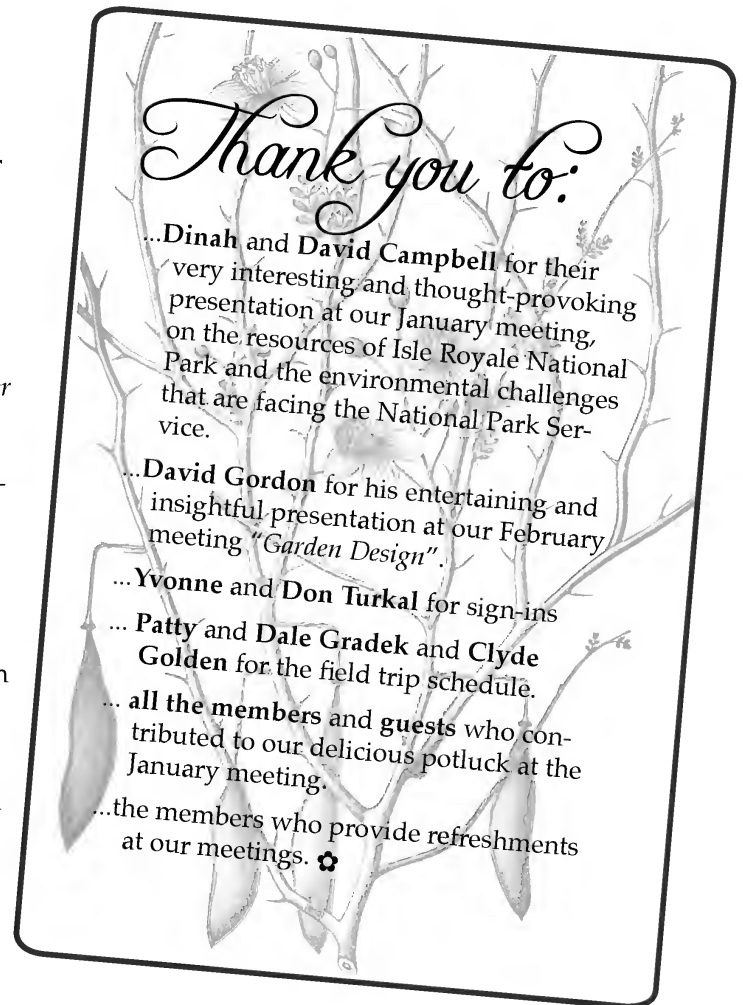 Thank you to:
...Dinah and David Campbell for their
very interesting and thought-provoking
presentation at our January meeting,
on the resources of Isle Royale National
Park and the environmental challenges
that are facing the National Park Ser-
vice.
...David Gordon for his entertaining and
insightful presentation at our February
meeting “Garden Design”.
...Yvonne and Don Turkal for sign-ins
... Patty and Dale Gradek and Clyde
Golden for the field trip schedule.
... all the members and guests who con-
tributed to our delicious potluck at the
January meeting.
...the members who provide refreshments
at our meetings. ✿